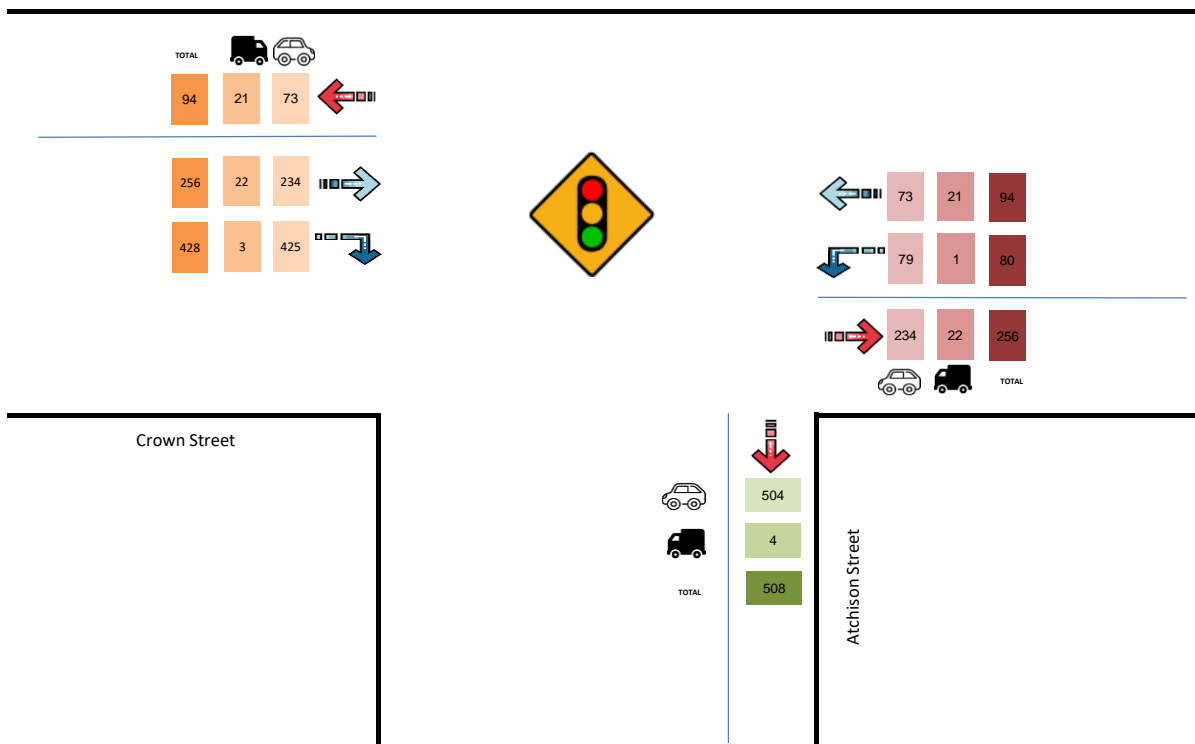 TOTAL
94 21 73
256 22 234
428 3 425
73 21 94
79 1 80
234 22 256
TOTAL
Crown Street
504
4
TOTAL 508
Atchison Street